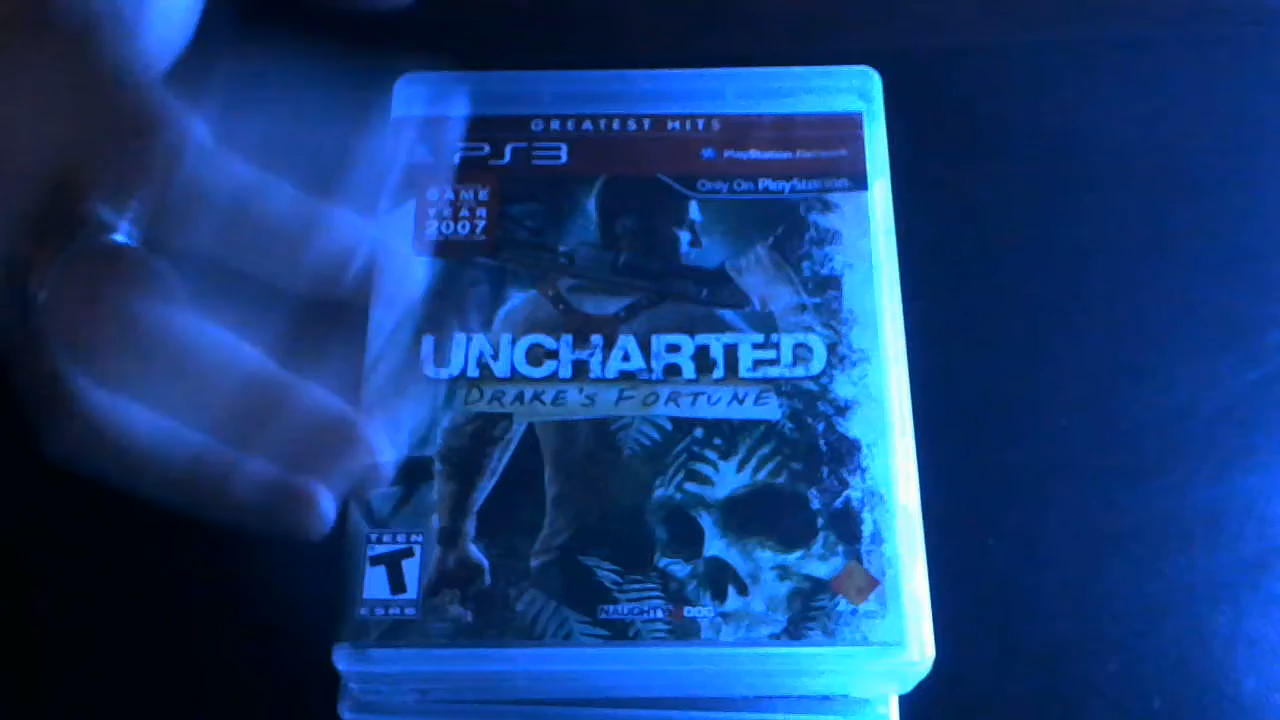 GREATEST HITS
PS3
PlayStation Network
Only On PlayStation
GAME
YEAR
2007
UNCHARTED
DRAKE'S FORTUNE
TEEN
T
ESRB
NAUGHTY DOG